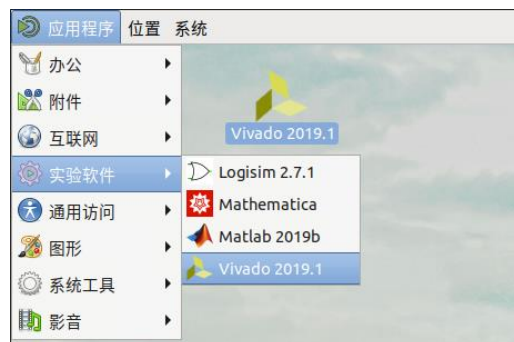 应用程序 位置 系统
办公
附件
Vivado 2019.1
互联网
实验软件
Logisim 2.7.1
通用访问
Mathematica
图形
Matlab 2019b
系统工具
Vivado 2019.1
影音